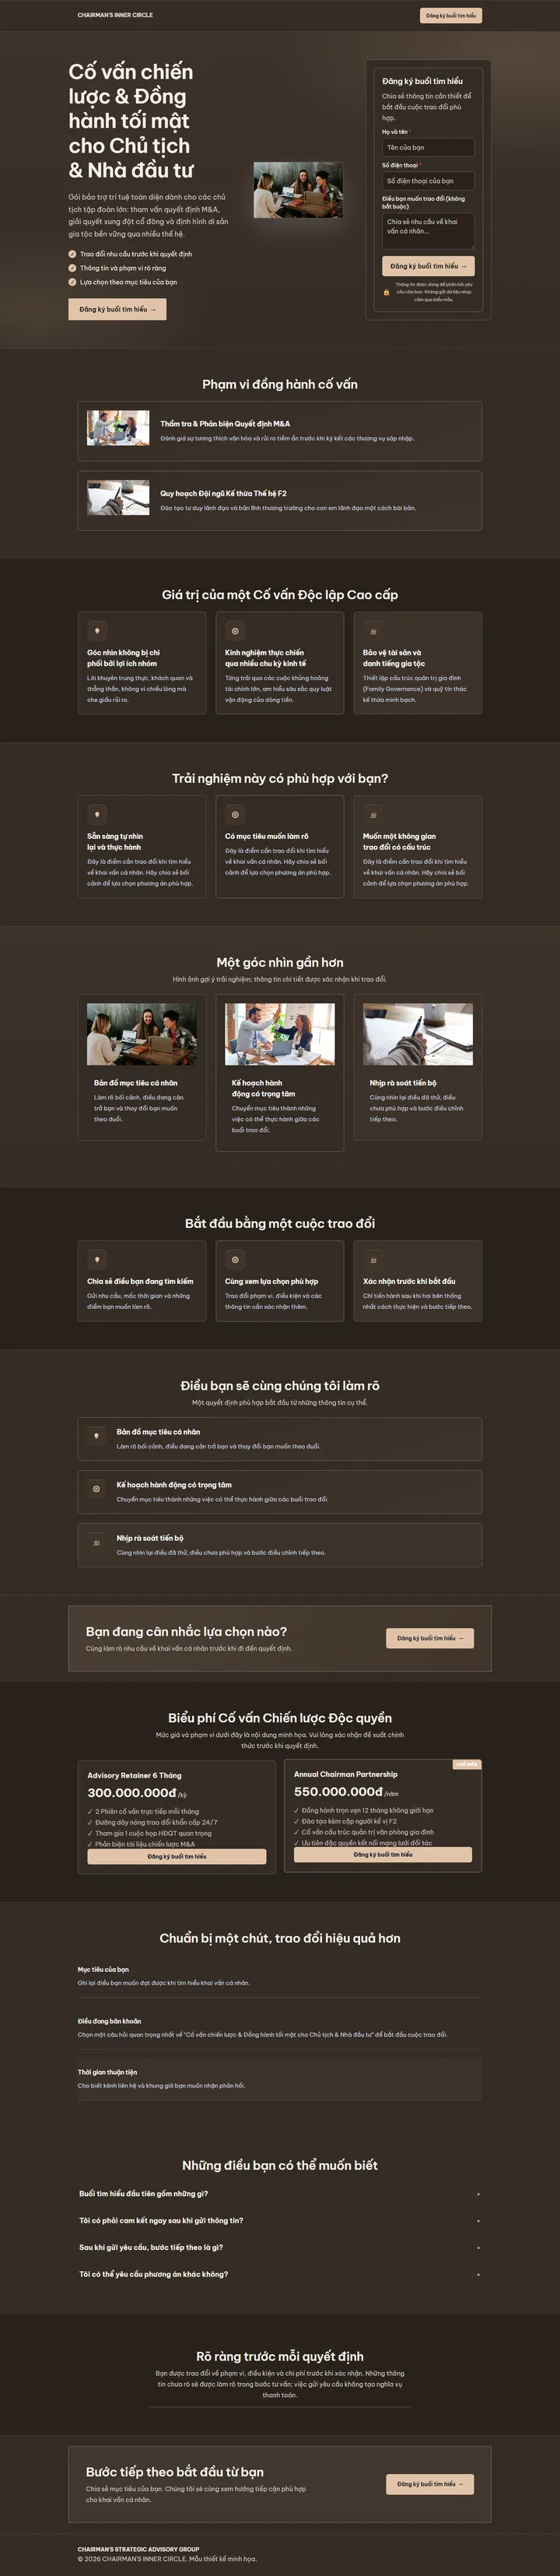 CHAIRMAN'S INNER CIRCLE
Đăng ký buổi tìm hiểu
Cố vấn chiến
lược & Đồng
hành tối mật
cho Chủ tịch
& Nhà đầu tư
Gói bảo trợ trí tuệ toàn diện dành cho các chủ
tịch tập đoàn lớn: tham vấn quyết định M&A,
giải quyết xung đột cổ đông và định hình di sản
gia tộc bền vững qua nhiều thế hệ.
Trao đổi nhu cầu trước khi quyết định
Thông tin và phạm vi rõ ràng
Lựa chọn theo mục tiêu của bạn
Đăng ký buổi tìm hiểu →
Đăng ký buổi tìm hiểu
Chia sẻ thông tin cần thiết để
bắt đầu cuộc trao đổi phù
hợp.
Họ và tên *
Tên của bạn
Số điện thoại *
Số điện thoại của bạn
Điều bạn muốn trao đổi (không
bắt buộc)
Chia sẻ nhu cầu về khai
vấn cá nhân...
Đăng ký buổi tìm hiểu →
Thông tin được dùng để phản hồi yêu
cầu của bạn. Không gửi dữ liệu nhạy
cảm qua biểu mẫu.
Phạm vi đồng hành cố vấn
Thẩm tra & Phản biện Quyết định M&A
Đánh giá sự tương thích văn hóa và rủi ro tiềm ẩn trước khi ký kết các thương vụ sáp nhập.
Quy hoạch Đội ngũ Kế thừa Thế hệ F2
Đào tạo tư duy lãnh đạo và bản lĩnh thương trường cho con em lãnh đạo một cách bài bản.
Giá trị của một Cố vấn Độc lập Cao cấp
Góc nhìn không bị chi
phối bởi lợi ích nhóm
Lời khuyên trung thực, khách quan và
thẳng thắn, không vì chiều lòng mà
che giấu rủi ro.
Kinh nghiệm thực chiến
qua nhiều chu kỳ kinh tế
Từng trải qua các cuộc khủng hoảng
tài chính lớn, am hiểu sâu sắc quy luật
vận động của dòng tiền.
Bảo vệ tài sản và
danh tiếng gia tộc
Thiết lập cấu trúc quản trị gia đình
(Family Governance) và quỹ tín thác
kế thừa minh bạch.
Trải nghiệm này có phù hợp với bạn?
Sẵn sàng tự nhìn
lại và thực hành
Đây là điểm cần trao đổi khi tìm hiểu
về khai vấn cá nhân. Hãy chia sẻ bối
cảnh để lựa chọn phương án phù hợp.
Có mục tiêu muốn làm rõ
Đây là điểm cần trao đổi khi tìm hiểu
về khai vấn cá nhân. Hãy chia sẻ bối
cảnh để lựa chọn phương án phù hợp.
Muốn một không gian
trao đổi có cấu trúc
Đây là điểm cần trao đổi khi tìm hiểu
về khai vấn cá nhân. Hãy chia sẻ bối
cảnh để lựa chọn phương án phù hợp.
Một góc nhìn gần hơn
Hình ảnh gợi ý trải nghiệm; thông tin chi tiết được xác nhận khi trao đổi.
Bản đồ mục tiêu cá nhân
Làm rõ bối cảnh, điều đang cản
trở bạn và thay đổi bạn muốn
theo đuổi.
Kế hoạch hành
động có trọng tâm
Chuyển mục tiêu thành những
việc có thể thực hành giữa các
buổi trao đổi.
Nhịp rà soát tiến bộ
Cùng nhìn lại điều đã thử, điều
chưa phù hợp và bước điều chỉnh
tiếp theo.
Bắt đầu bằng một cuộc trao đổi
Chia sẻ điều bạn đang tìm kiếm
Gửi nhu cầu, mốc thời gian và những
điểm bạn muốn làm rõ.
Cùng xem lựa chọn phù hợp
Trao đổi phạm vi, điều kiện và các
thông tin cần xác nhận thêm.
Xác nhận trước khi bắt đầu
Chỉ tiến hành sau khi hai bên thống
nhất cách thực hiện và bước tiếp theo.
Điều bạn sẽ cùng chúng tôi làm rõ
Một quyết định phù hợp bắt đầu từ những thông tin cụ thể.
Bản đồ mục tiêu cá nhân
Làm rõ bối cảnh, điều đang cản trở bạn và thay đổi bạn muốn theo đuổi.
Kế hoạch hành động có trọng tâm
Chuyển mục tiêu thành những việc có thể thực hành giữa các buổi trao đổi.
Nhịp rà soát tiến bộ
Cùng nhìn lại điều đã thử, điều chưa phù hợp và bước điều chỉnh tiếp theo.
Bạn đang cân nhắc lựa chọn nào?
Cùng làm rõ nhu cầu về khai vấn cá nhân trước khi đi đến quyết định.
Đăng ký buổi tìm hiểu →
Biểu phí Cố vấn Chiến lược Độc quyền
Mức giá và phạm vi dưới đây là nội dung minh họa. Vui lòng xác nhận đề xuất chính
thức trước khi quyết định.
Advisory Retainer 6 Tháng
300.000.000đ /kỳ
✓ 2 Phiên cố vấn trực tiếp mỗi tháng
✓ Đường dây nóng trao đổi khẩn cấp 24/7
✓ Tham gia 1 cuộc họp HĐQT quan trọng
✓ Phản biện tài liệu chiến lược M&A
Đăng ký buổi tìm hiểu
PHỔ BIẾN
Annual Chairman Partnership
550.000.000đ /năm
✓ Đồng hành trọn vẹn 12 tháng không giới hạn
✓ Đào tạo kèm cặp người kế vị F2
✓ Cố vấn cấu trúc quản trị văn phòng gia đình
✓ Ưu tiên đặc quyền kết nối mạng lưới đối tác
Đăng ký buổi tìm hiểu
Chuẩn bị một chút, trao đổi hiệu quả hơn
Mục tiêu của bạn
Ghi lại điều bạn muốn đạt được khi tìm hiểu khai vấn cá nhân.
Điều đang băn khoăn
Chọn một câu hỏi quan trọng nhất về “Cố vấn chiến lược & Đồng hành tối mật cho Chủ tịch & Nhà đầu tư” để bắt đầu cuộc trao đổi.
Thời gian thuận tiện
Cho biết kênh liên hệ và khung giờ bạn muốn nhận phản hồi.
Những điều bạn có thể muốn biết
Buổi tìm hiểu đầu tiên gồm những gì? +
Tôi có phải cam kết ngay sau khi gửi thông tin? +
Sau khi gửi yêu cầu, bước tiếp theo là gì? +
Tôi có thể yêu cầu phương án khác không? +
Rõ ràng trước mỗi quyết định
Bạn được trao đổi về phạm vi, điều kiện và chi phí trước khi xác nhận. Những thông
tin chưa rõ sẽ được làm rõ trong bước tư vấn; việc gửi yêu cầu không tạo nghĩa vụ
thanh toán.
Bước tiếp theo bắt đầu từ bạn
Chia sẻ mục tiêu của bạn. Chúng tôi sẽ cùng xem hướng tiếp cận phù hợp
cho khai vấn cá nhân.
Đăng ký buổi tìm hiểu →
CHAIRMAN'S STRATEGIC ADVISORY GROUP
© 2026 CHAIRMAN'S INNER CIRCLE. Mẫu thiết kế minh họa.